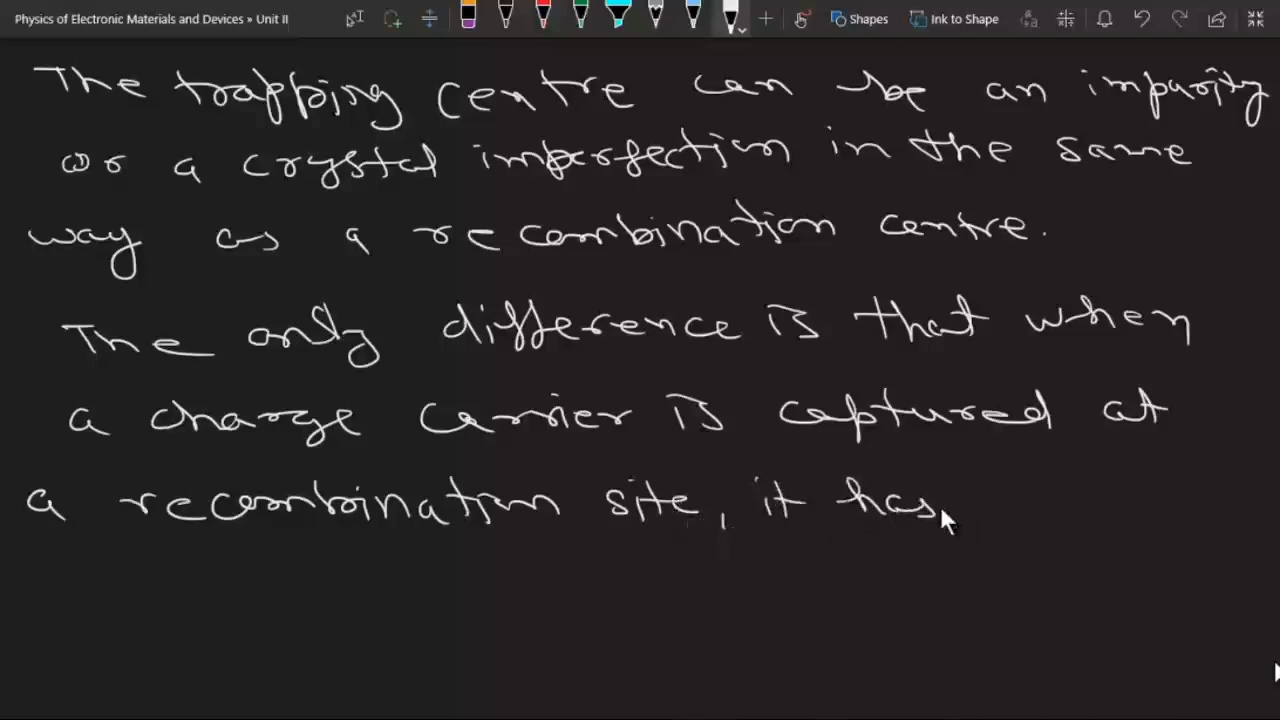 Physics of Electronic Materials and Devices » Unit II
Shapes
Ink to Shape
The trapping centre can be an impurity
or a crystal imperfection in the same
way as a recombination centre.
The only difference is that when
a charge carrier is captured at
a recombination site, it has